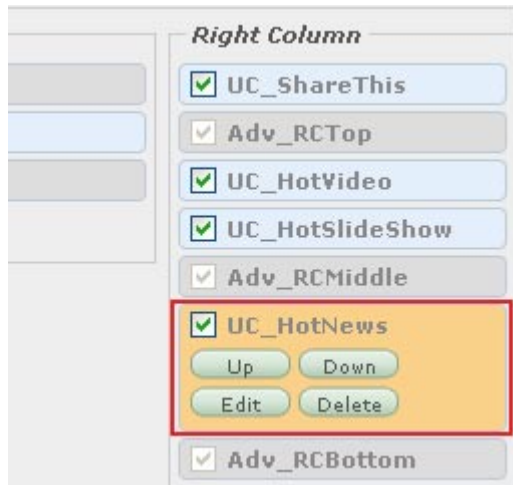 Right Column
UC_ShareThis
Adv_RCTop
UC_HotVideo
UC_HotSlideShow
Adv_RCMiddle
UC_HotNews
Up Down
Edit Delete
Adv_RCBottom